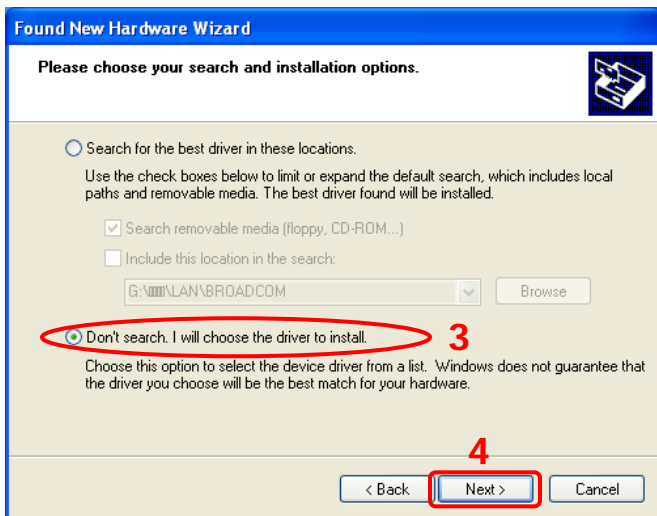 Found New Hardware Wizard
Please choose your search and installation options.
Search for the best driver in these locations.
Use the check boxes below to limit or expand the default search, which includes local
paths and removable media. The best driver found will be installed.
Search removable media (floppy, CD-ROM...)
Include this location in the search:
\LAN\BROADCOM
Browse
Don't search. I will choose the driver to install.
3
Choose this option to select the device driver from a list. Windows does not guarantee that
the driver you choose will be the best match for your hardware.
4
< Back
Next >
Cancel